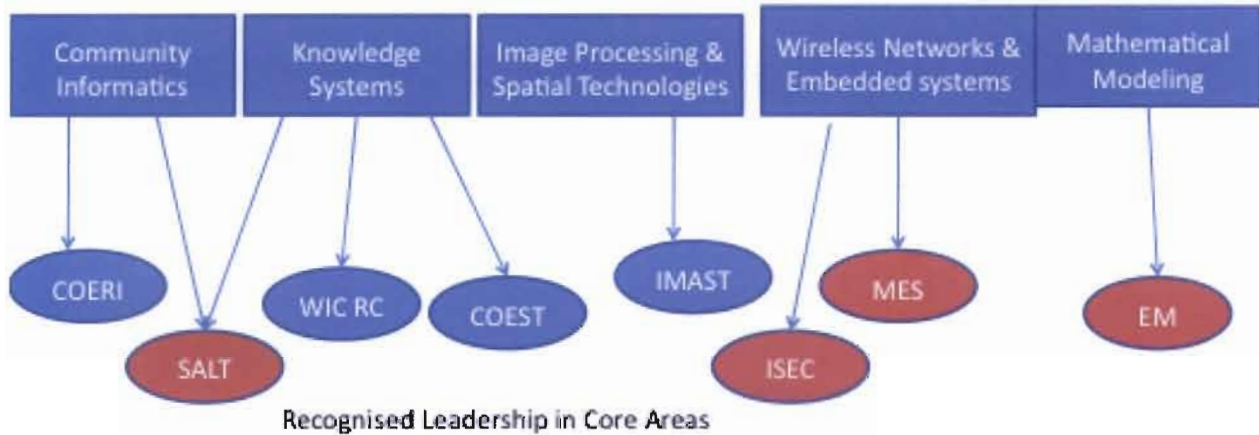 Community
Informatics
Knowledge
Systems
Image Processing &
Spatial Technologies
Wireless Networks &
Embedded systems
Mathematical
Modeling
COERI
SALT
WIC RC
COEST
IMAST
ISEC
MES
EM
Recognised Leadership in Core Areas